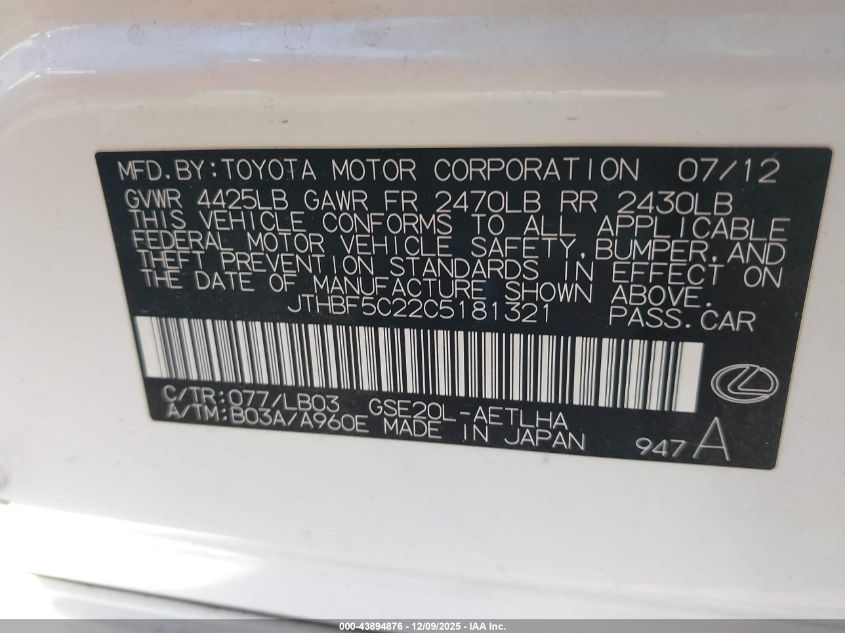 MFD.BY:TOYOTA MOTOR CORPORATION 07/12
GVWR 4425LB GAWR FR 2470LB RR 2430LB
THIS VEHICLE CONFORMS TO ALL APPLICABLE
FEDERAL MOTOR VEHICLE SAFETY,BUMPER,AND
THEFT PREVENTION STANDARDS IN EFFECT ON
THE DATE OF MANUFACTURE SHOWN ABOVE.
JTHBF5C22C5181321 PASS.CAR
C/TR:077/LB03 GSE20L-AETLHA
A/TM:B03A/A960E MADE IN JAPAN 947A
000-43894876 - 12/09/2025 - IAA Inc.